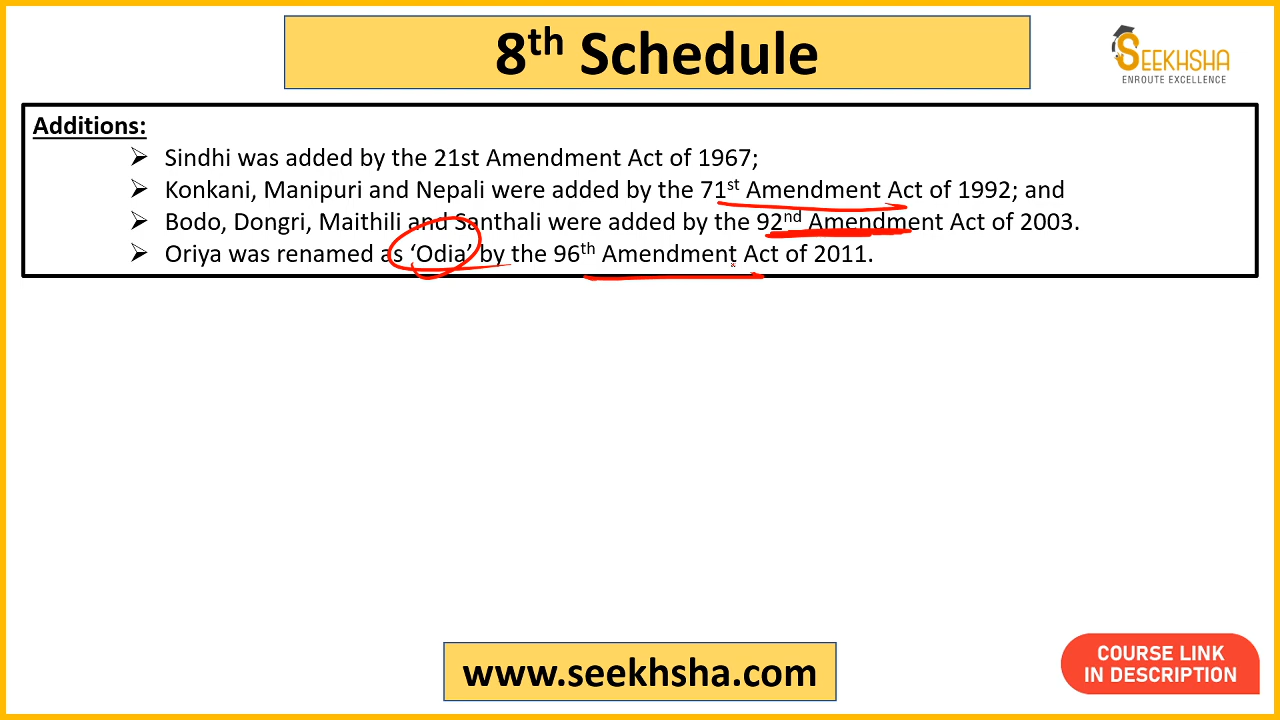 8th Schedule
SEEKHSHA
ENROUTE EXCELLENCE
Additions:
➢ Sindhi was added by the 21st Amendment Act of 1967;
➢ Konkani, Manipuri and Nepali were added by the 71st Amendment Act of 1992; and
➢ Bodo, Dongri, Maithili and Santhali were added by the 92nd Amendment Act of 2003.
➢ Oriya was renamed as ‘Odia’ by the 96th Amendment Act of 2011.
www.seekhsha.com
COURSE LINK
IN DESCRIPTION